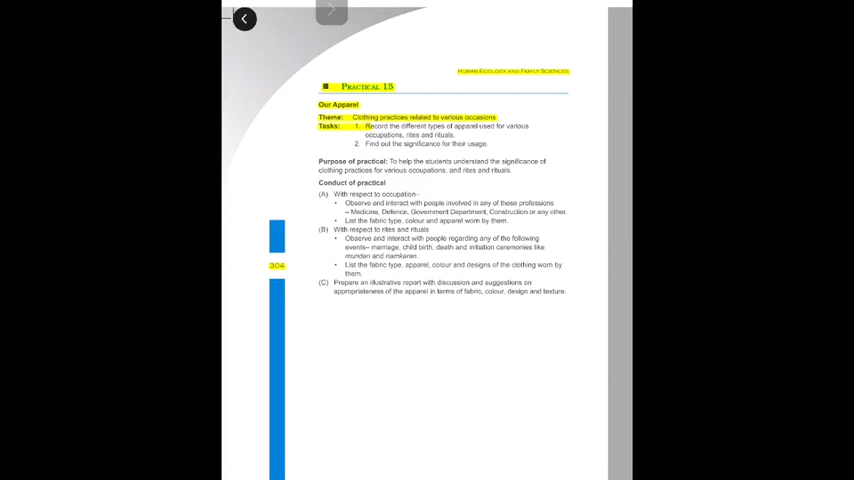 HUMAN ECOLOGY AND FAMILY SCIENCES
■ PRACTICAL 15
Our Apparel
Theme: Clothing practices related to various occasions
Tasks: 1. Record the different types of apparel used for various
occupations, rites and rituals.
2. Find out the significance for their usage.
Purpose of practical: To help the students understand the significance of
clothing practices for various occupations, and rites and rituals.
Conduct of practical
(A) With respect to occupation–
• Observe and interact with people involved in any of these professions
– Medicine, Defence, Government Department, Construction or any other.
• List the fabric type, colour and apparel worn by them.
(B) With respect to rites and rituals
• Observe and interact with people regarding any of the following
events– marriage, child birth, death and initiation ceremonies like
mundan and namkaran.
• List the fabric type, apparel, colour and designs of the clothing worn by
them.
(C) Prepare an illustrative report with discussion and suggestions on
appropriateness of the apparel in terms of fabric, colour, design and texture.
304